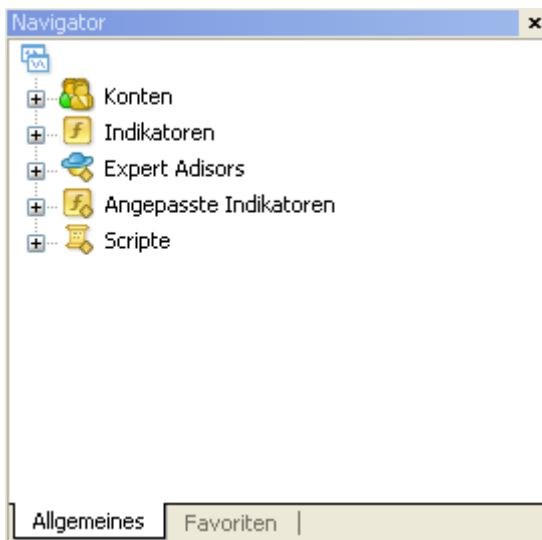 Navigator
Konten
Indikatoren
Expert Adisors
Angepasste Indikatoren
Scripte
Allgemeines
Favoriten